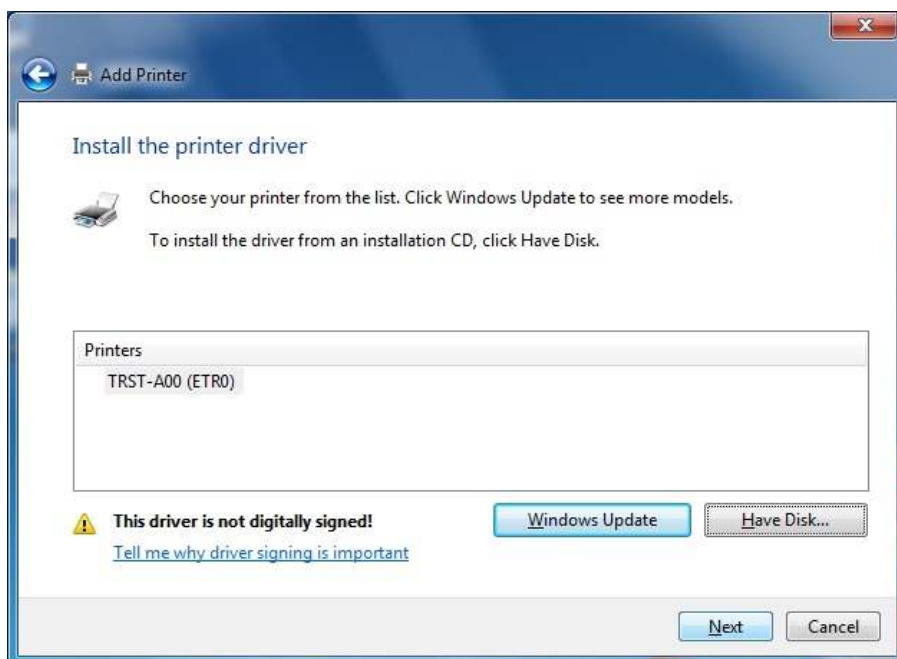 Add Printer
Install the printer driver
Choose your printer from the list. Click Windows Update to see more models.
To install the driver from an installation CD, click Have Disk.
Printers
TRST-A00 (ETR0)
This driver is not digitally signed!
Windows Update
Have Disk...
Tell me why driver signing is important
Next
Cancel